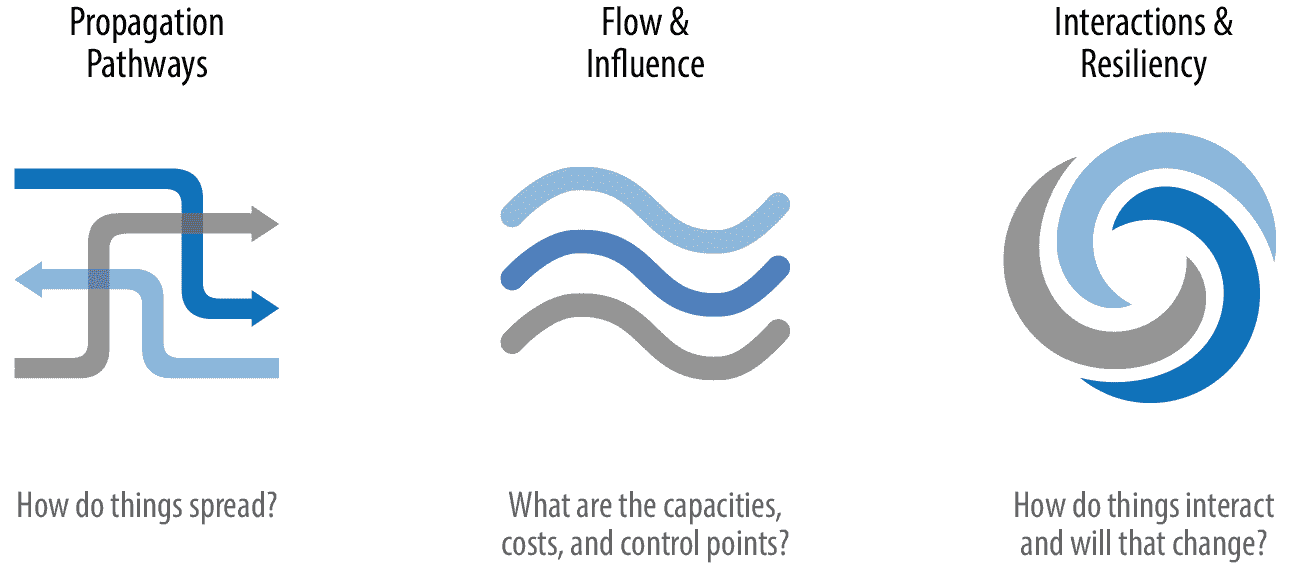 Propagation
Pathways
Flow &
Influence
Interactions &
Resiliency
How do things spread?
What are the capacities,
costs, and control points?
How do things interact
and will that change?